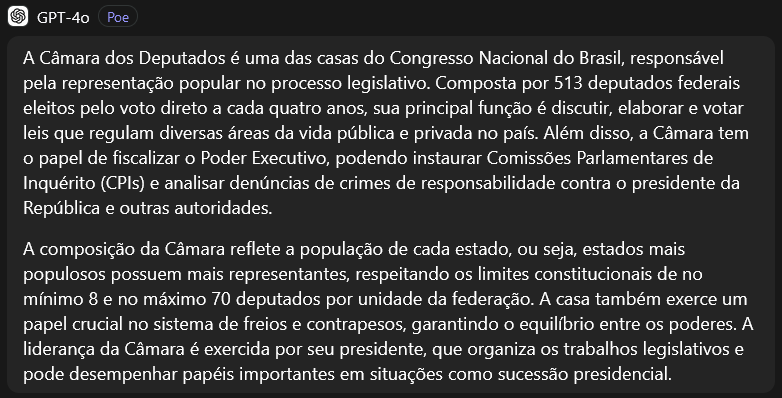 GPT-4o Poe
A Câmara dos Deputados é uma das casas do Congresso Nacional do Brasil, responsável
pela representação popular no processo legislativo. Composta por 513 deputados federais
eleitos pelo voto direto a cada quatro anos, sua principal função é discutir, elaborar e votar
leis que regulam diversas áreas da vida pública e privada no país. Além disso, a Câmara tem
o papel de fiscalizar o Poder Executivo, podendo instaurar Comissões Parlamentares de
Inquérito (CPIs) e analisar denúncias de crimes de responsabilidade contra o presidente da
República e outras autoridades.
A composição da Câmara reflete a população de cada estado, ou seja, estados mais
populosos possuem mais representantes, respeitando os limites constitucionais de no
mínimo 8 e no máximo 70 deputados por unidade da federação. A casa também exerce um
papel crucial no sistema de freios e contrapesos, garantindo o equilíbrio entre os poderes. A
liderança da Câmara é exercida por seu presidente, que organiza os trabalhos legislativos e
pode desempenhar papéis importantes em situações como sucessão presidencial.